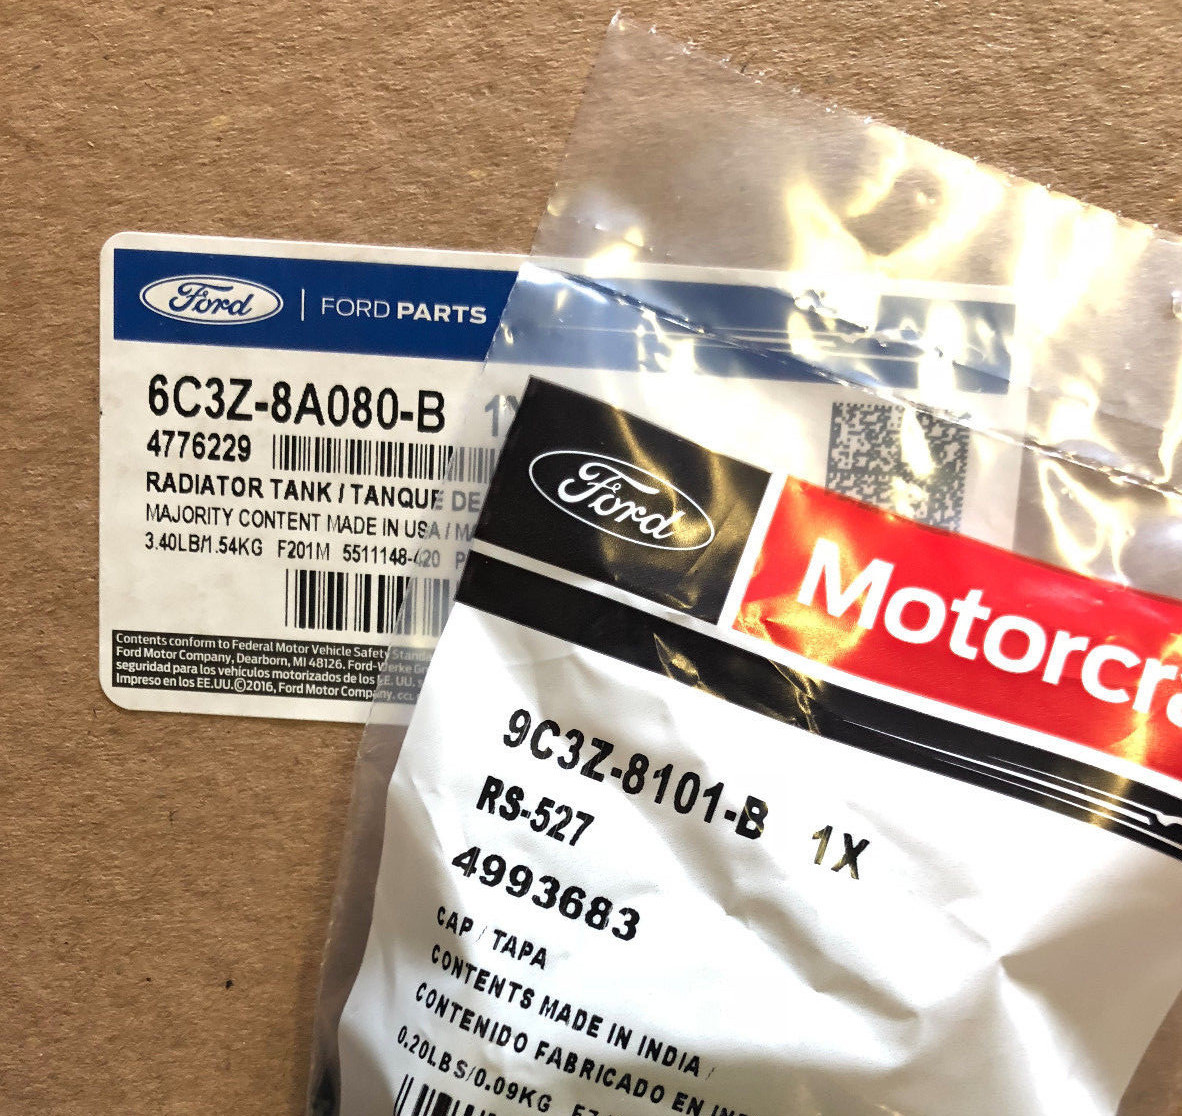 Ford FORD PARTS
6C3Z-8A080-B 1X
4776229
RADIATOR TANK / TANQUE DE
MAJORITY CONTENT MADE IN USA /
3.40LB/1.54KG F201M 5511148-420
Contents conform to Federal Motor Vehicle Safety
Ford Motor Company, Dearborn, MI 48126. Ford-Werke
seguridad para los vehículos motorizados de los EE. UU.
Impreso en los EE.UU.©2016, Ford Motor Company.
Ford
Motorcra
9C3Z-8101-B 1X
RS-527
4993683
CAP / TAPA
CONTENTS MADE IN INDIA /
CONTENIDO FABRICADO EN
0.20LBS/0.09KG